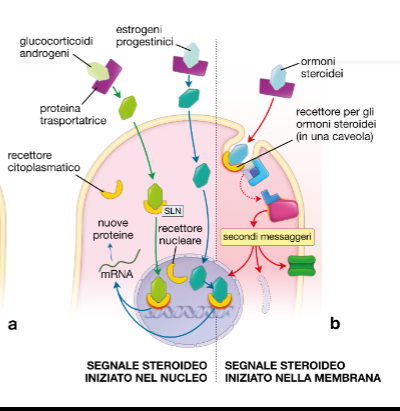 estrogeni
progestinici
glucocorticoidi
androgeni
ormoni
steroidei
proteina
trasportatrice
recettore per gli
ormoni steroidei
(in una caveola)
recettore
citoplasmatico
SLN
nuove
proteine
recettore
nucleare
secondi messaggeri
mRNA
a
b
SEGNALE STEROIDEO
INIZIATO NEL NUCLEO
SEGNALE STEROIDEO
INIZIATO NELLA MEMBRANA